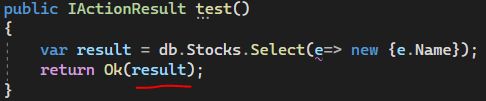 public IActionResult test()
{
var result = db.Stocks.Select(e=> new {e.Name});
return Ok(result);
}